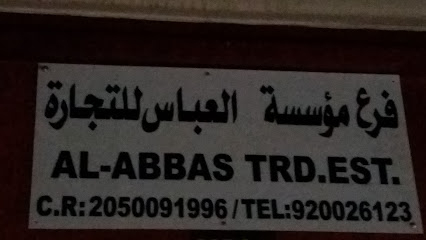 فرع مؤسسة العباس للتجارة
AL-ABBAS TRD.EST.
C.R:2050091996/TEL:920026123